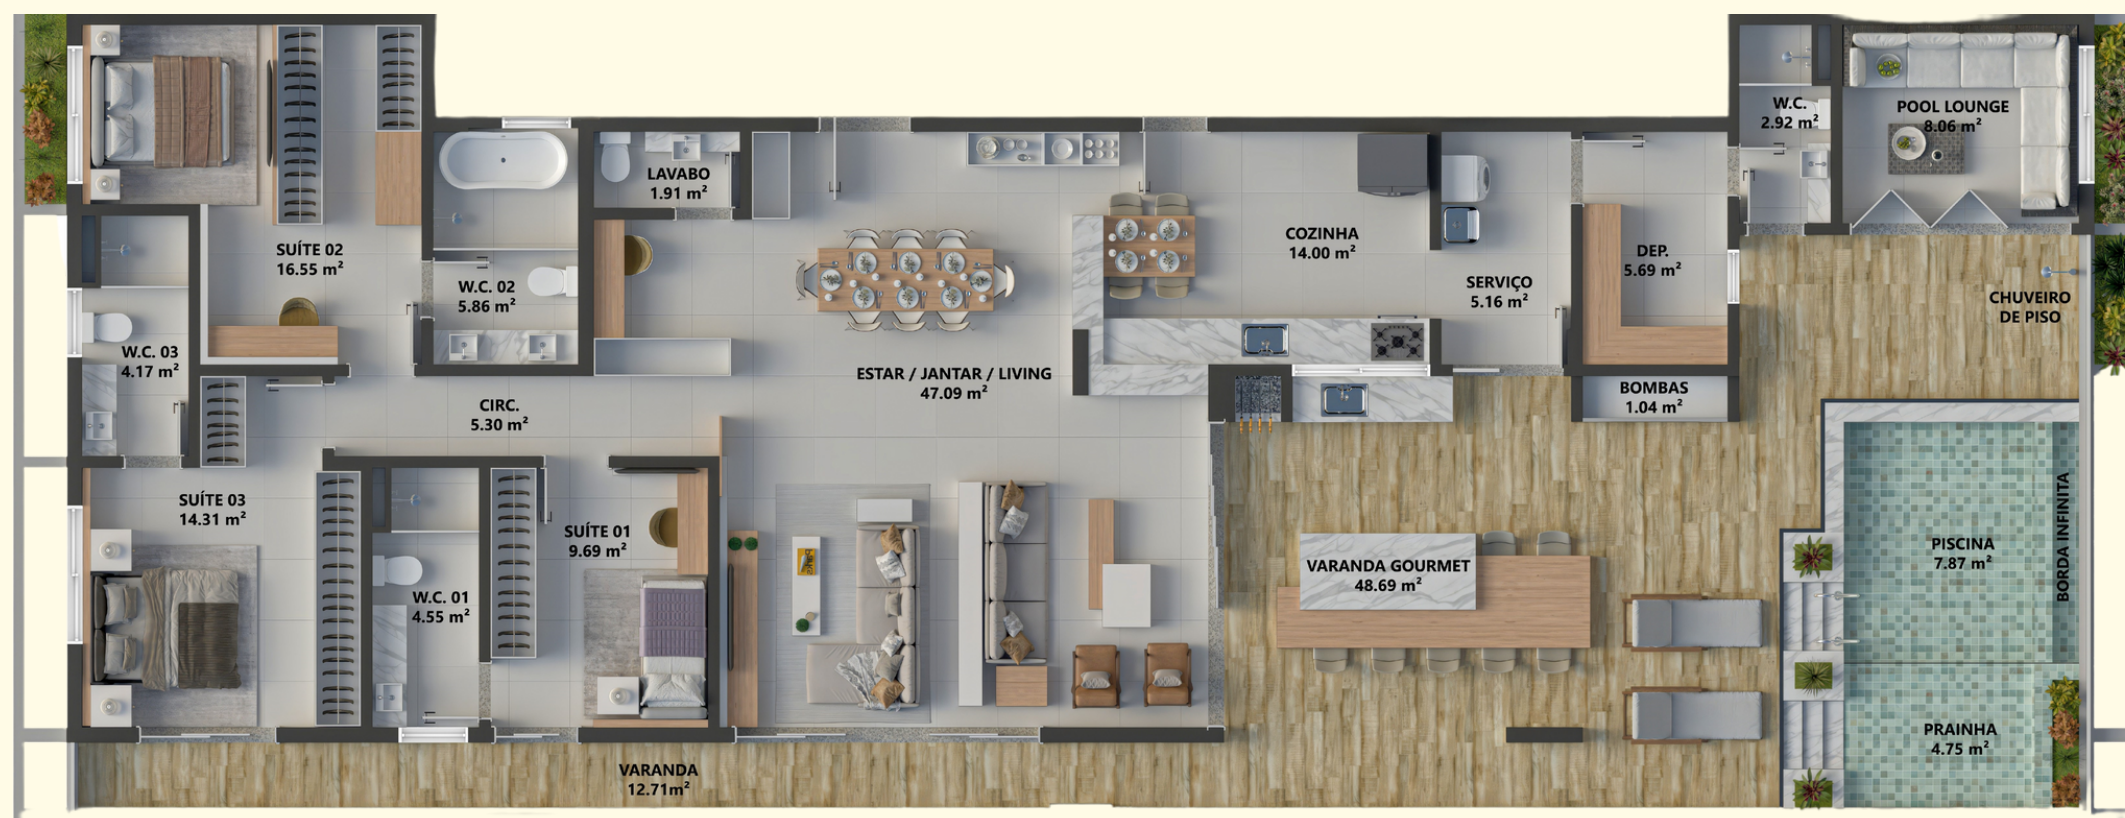 W.C.
2.92 m²
POOL LOUNGE
8.06 m²
LAVABO
1.91 m²
SUÍTE 02
16.55 m²
COZINHA
14.00 m²
DEP.
5.69 m²
W.C. 02
5.86 m²
SERVIÇO
5.16 m²
CHUVEIRO
DE PISO
W.C. 03
4.17 m²
ESTAR / JANTAR / LIVING
47.09 m²
BOMBAS
1.04 m²
CIRC.
5.30 m²
SUÍTE 03
14.31 m²
SUÍTE 01
9.69 m²
BORDA INFINITA
PISCINA
7.87 m²
VARANDA GOURMET
48.69 m²
W.C. 01
4.55 m²
PRAINHA
4.75 m²
VARANDA
12.71m²